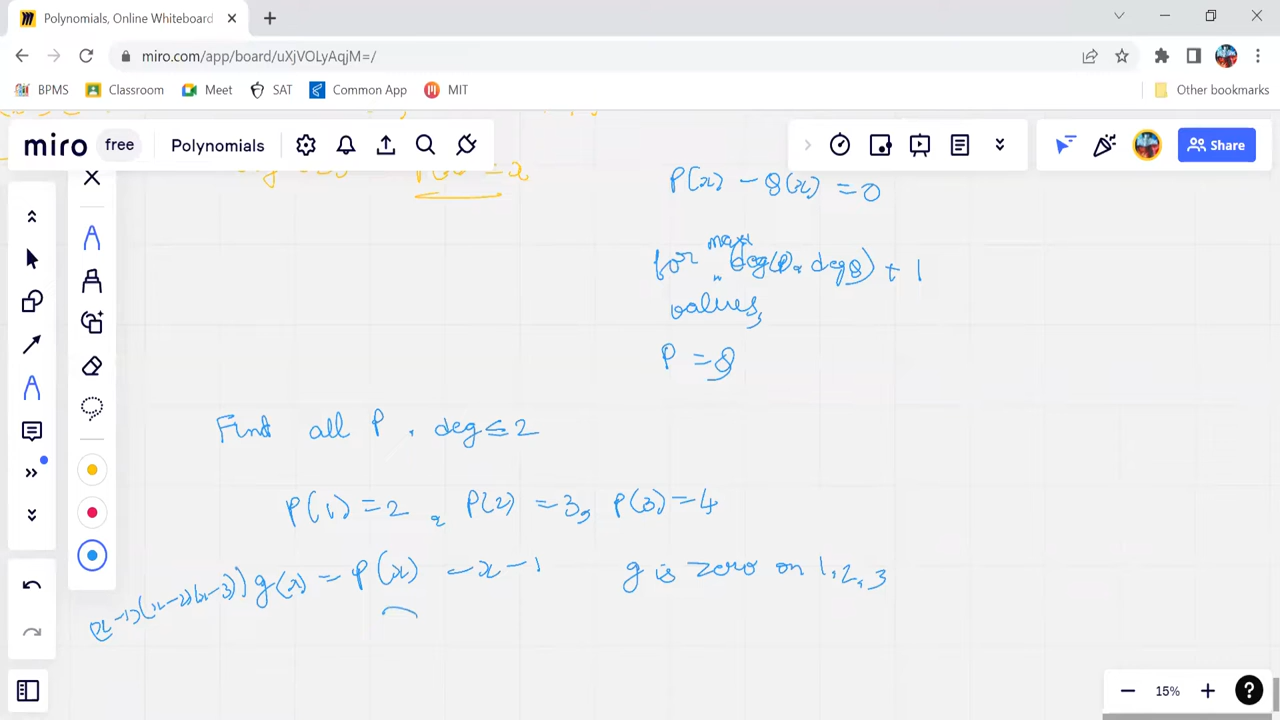 Polynomials, Online Whiteboard
miro.com/app/board/uXjVOLyAqjM=/
BPMS Classroom Meet SAT Common App MIT Other bookmarks
miro free Polynomials Share
P(x) - Q(x) = 0
for max deg(P, deg Q) + 1
values,
P = Q
Find all P, deg ≤ 2
P(1) = 2, P(2) = 3, P(3) = 4
(x-1)(x-2)(x-3)) g(x) = P(x) - x - 1 g is zero on 1, 2, 3
15%